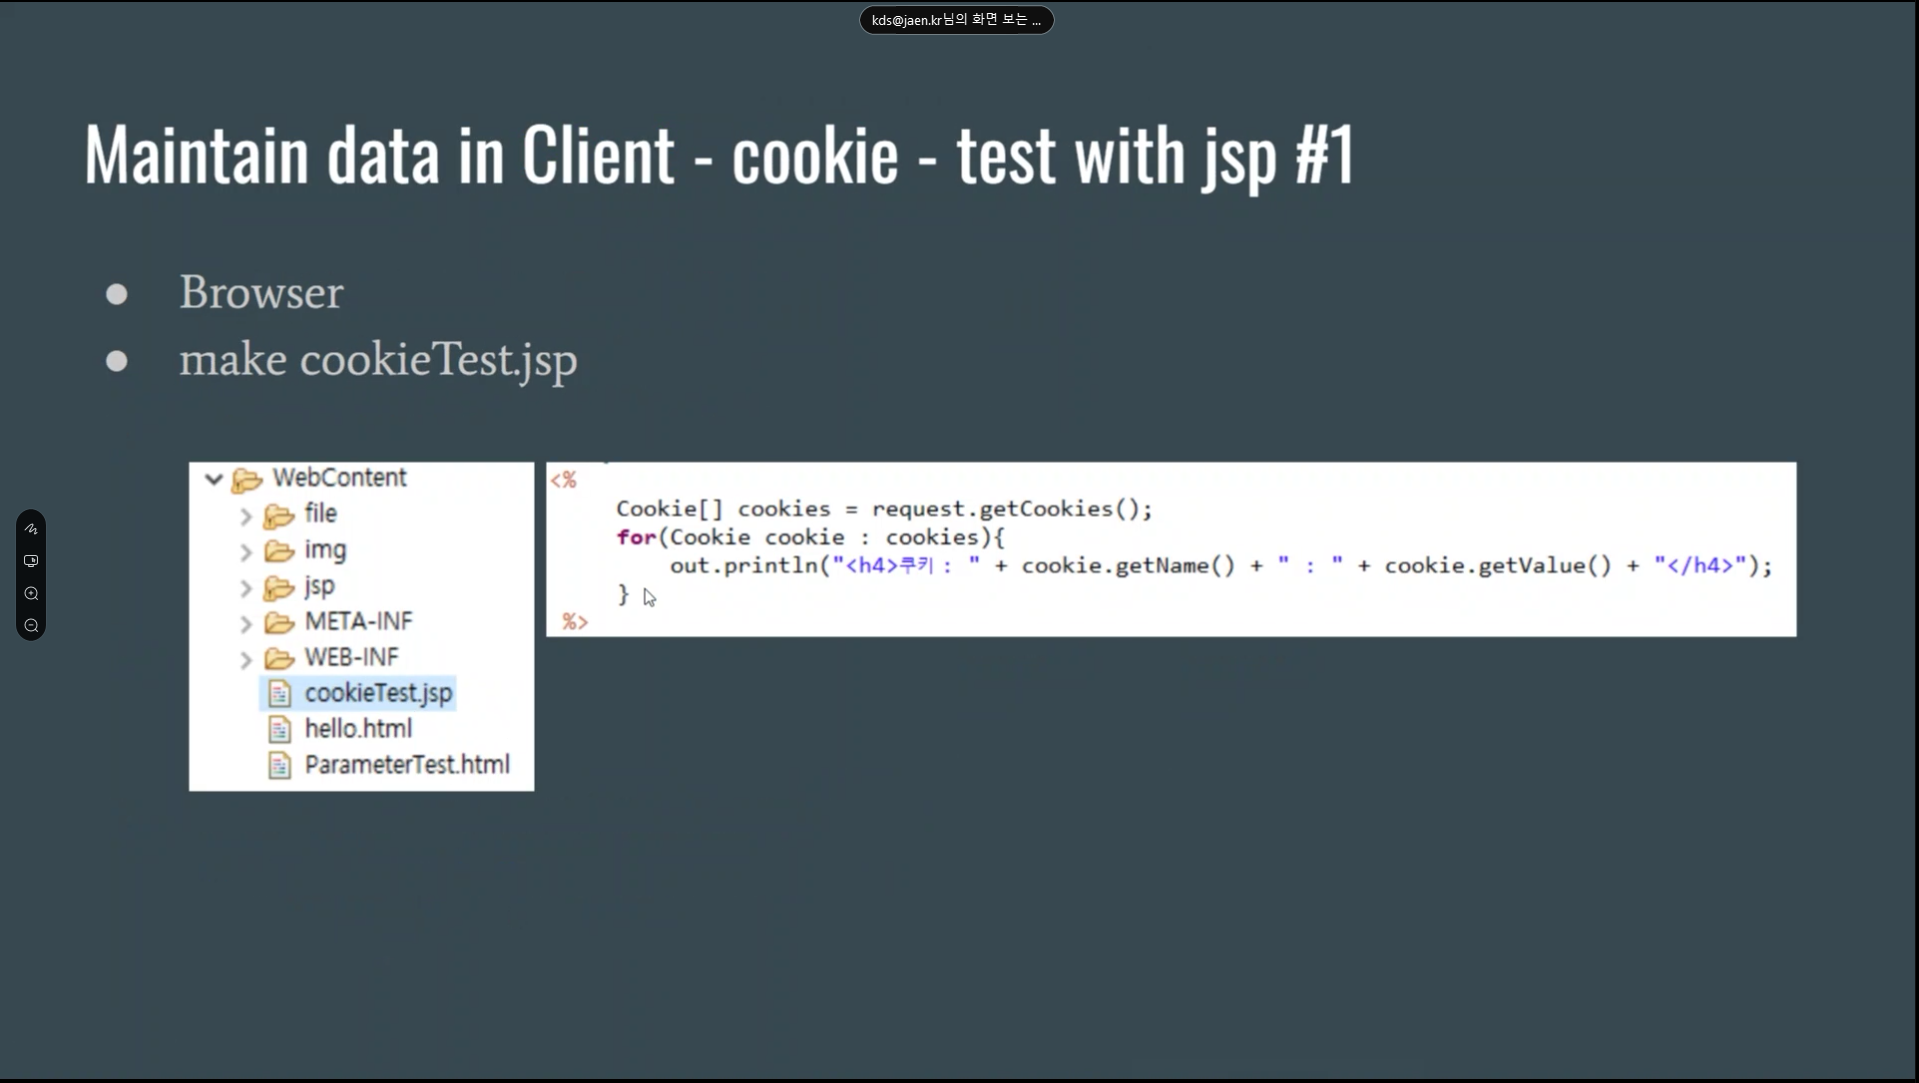 kds@jaen.kr님의 화면 보는 ...
Maintain data in Client - cookie - test with jsp #1
● Browser
● make cookieTest.jsp
WebContent
file
img
jsp
META-INF
WEB-INF
cookieTest.jsp
hello.html
ParameterTest.html
<%
Cookie[] cookies = request.getCookies();
for(Cookie cookie : cookies){
out.println("<h4>쿠키 : " + cookie.getName() + " : " + cookie.getValue() + "</h4>");
}
%>